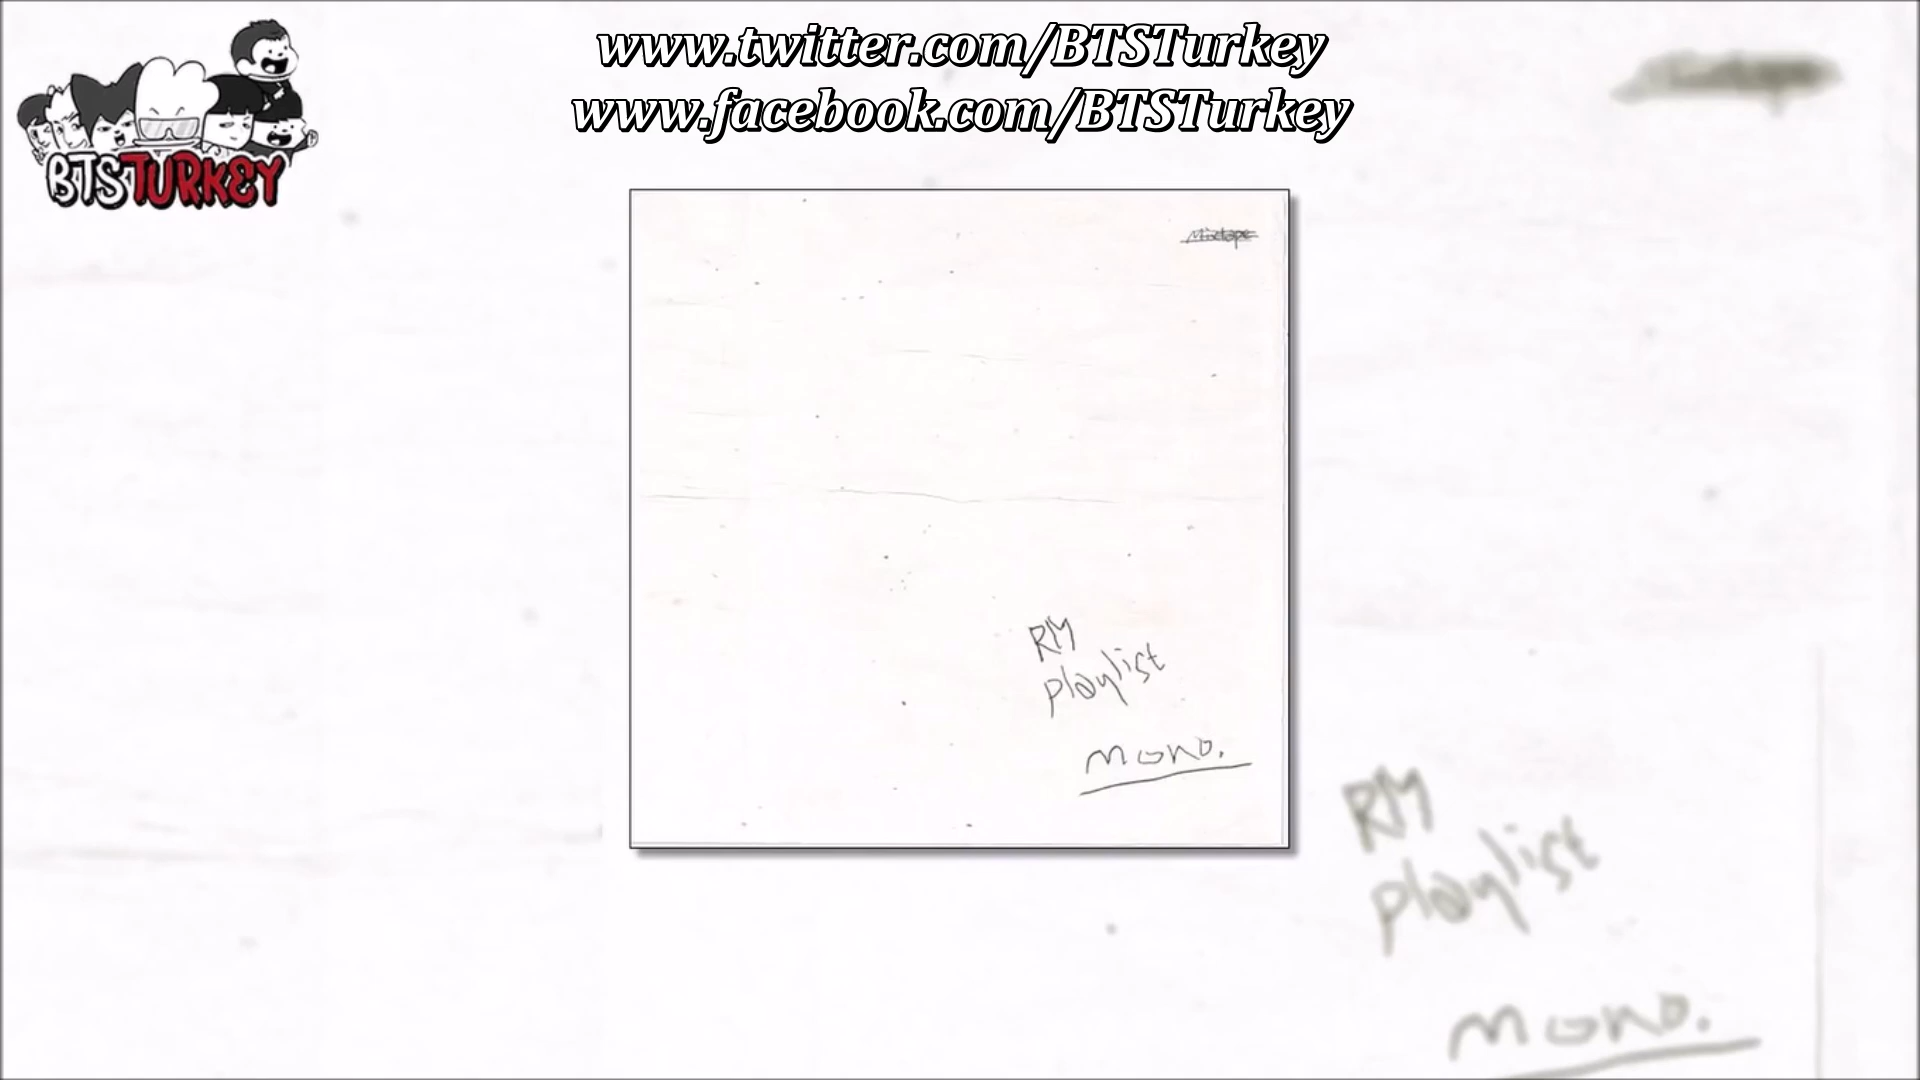 www.twitter.com/BTSTurkey
www.facebook.com/BTSTurkey
BTSTURKEY
Mixtape
RM
playlist
mono.
RM
playlist
mono.